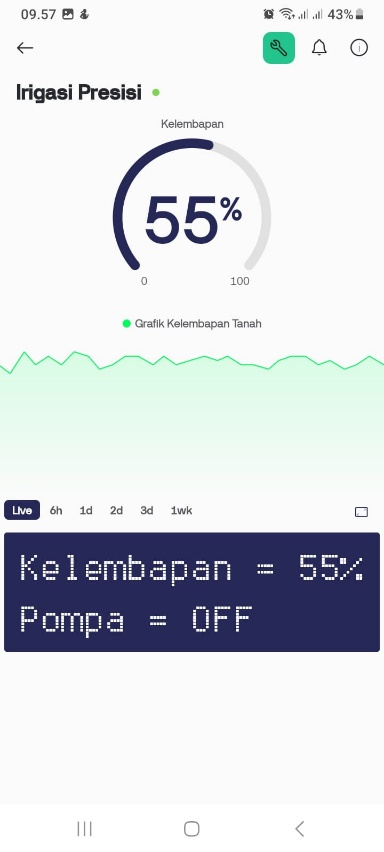 09.57
43%
Irigasi Presisi
Kelembapan
55%
0 100
Grafik Kelembapan Tanah
Live 6h 1d 2d 3d 1wk
Kelembapan = 55%
Pompa = OFF